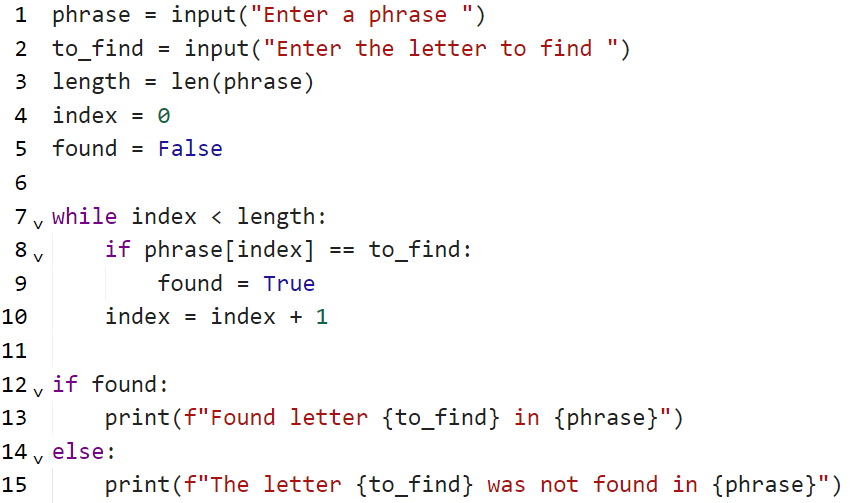 1 phrase = input("Enter a phrase ")
2 to_find = input("Enter the letter to find ")
3 length = len(phrase)
4 index = 0
5 found = False
6
7 while index < length:
8     if phrase[index] == to_find:
9         found = True
10     index = index + 1
11
12 if found:
13     print(f"Found letter {to_find} in {phrase}")
14 else:
15     print(f"The letter {to_find} was not found in {phrase}")